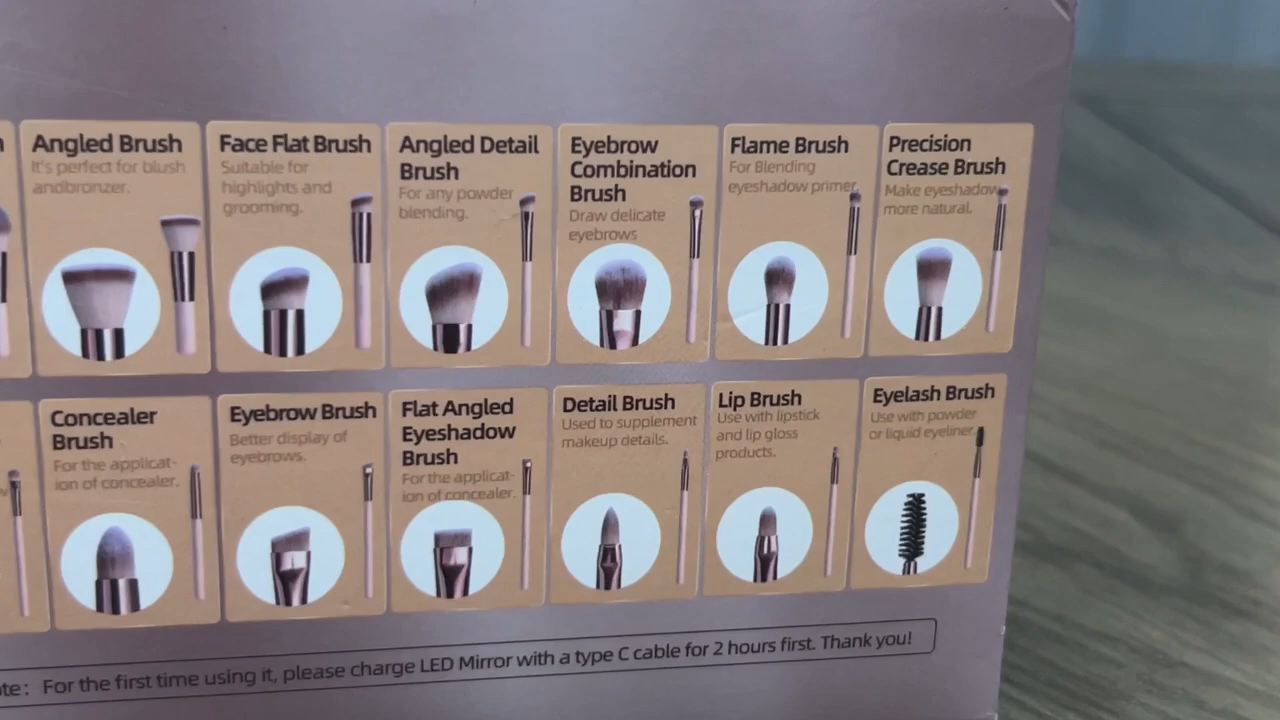 Angled Brush
It's perfect for blush
andbronzer.
Face Flat Brush
Suitable for
highlights and
grooming.
Angled Detail
Brush
For any powder
blending.
Eyebrow
Combination
Brush
Draw delicate
eyebrows
Flame Brush
For Blending
eyeshadow primer.
Precision
Crease Brush
Make eyeshadow
more natural.
Concealer
Brush
For the applicat-
ion of concealer.
Eyebrow Brush
Better display of
eyebrows.
Flat Angled
Eyeshadow
Brush
For the applicat-
ion of concealer.
Detail Brush
Used to supplement
makeup details.
Lip Brush
Use with lipstick
and lip gloss
products.
Eyelash Brush
Use with powder
or liquid eyeliner.
For the first time using it, please charge LED Mirror with a type C cable for 2 hours first. Thank you!